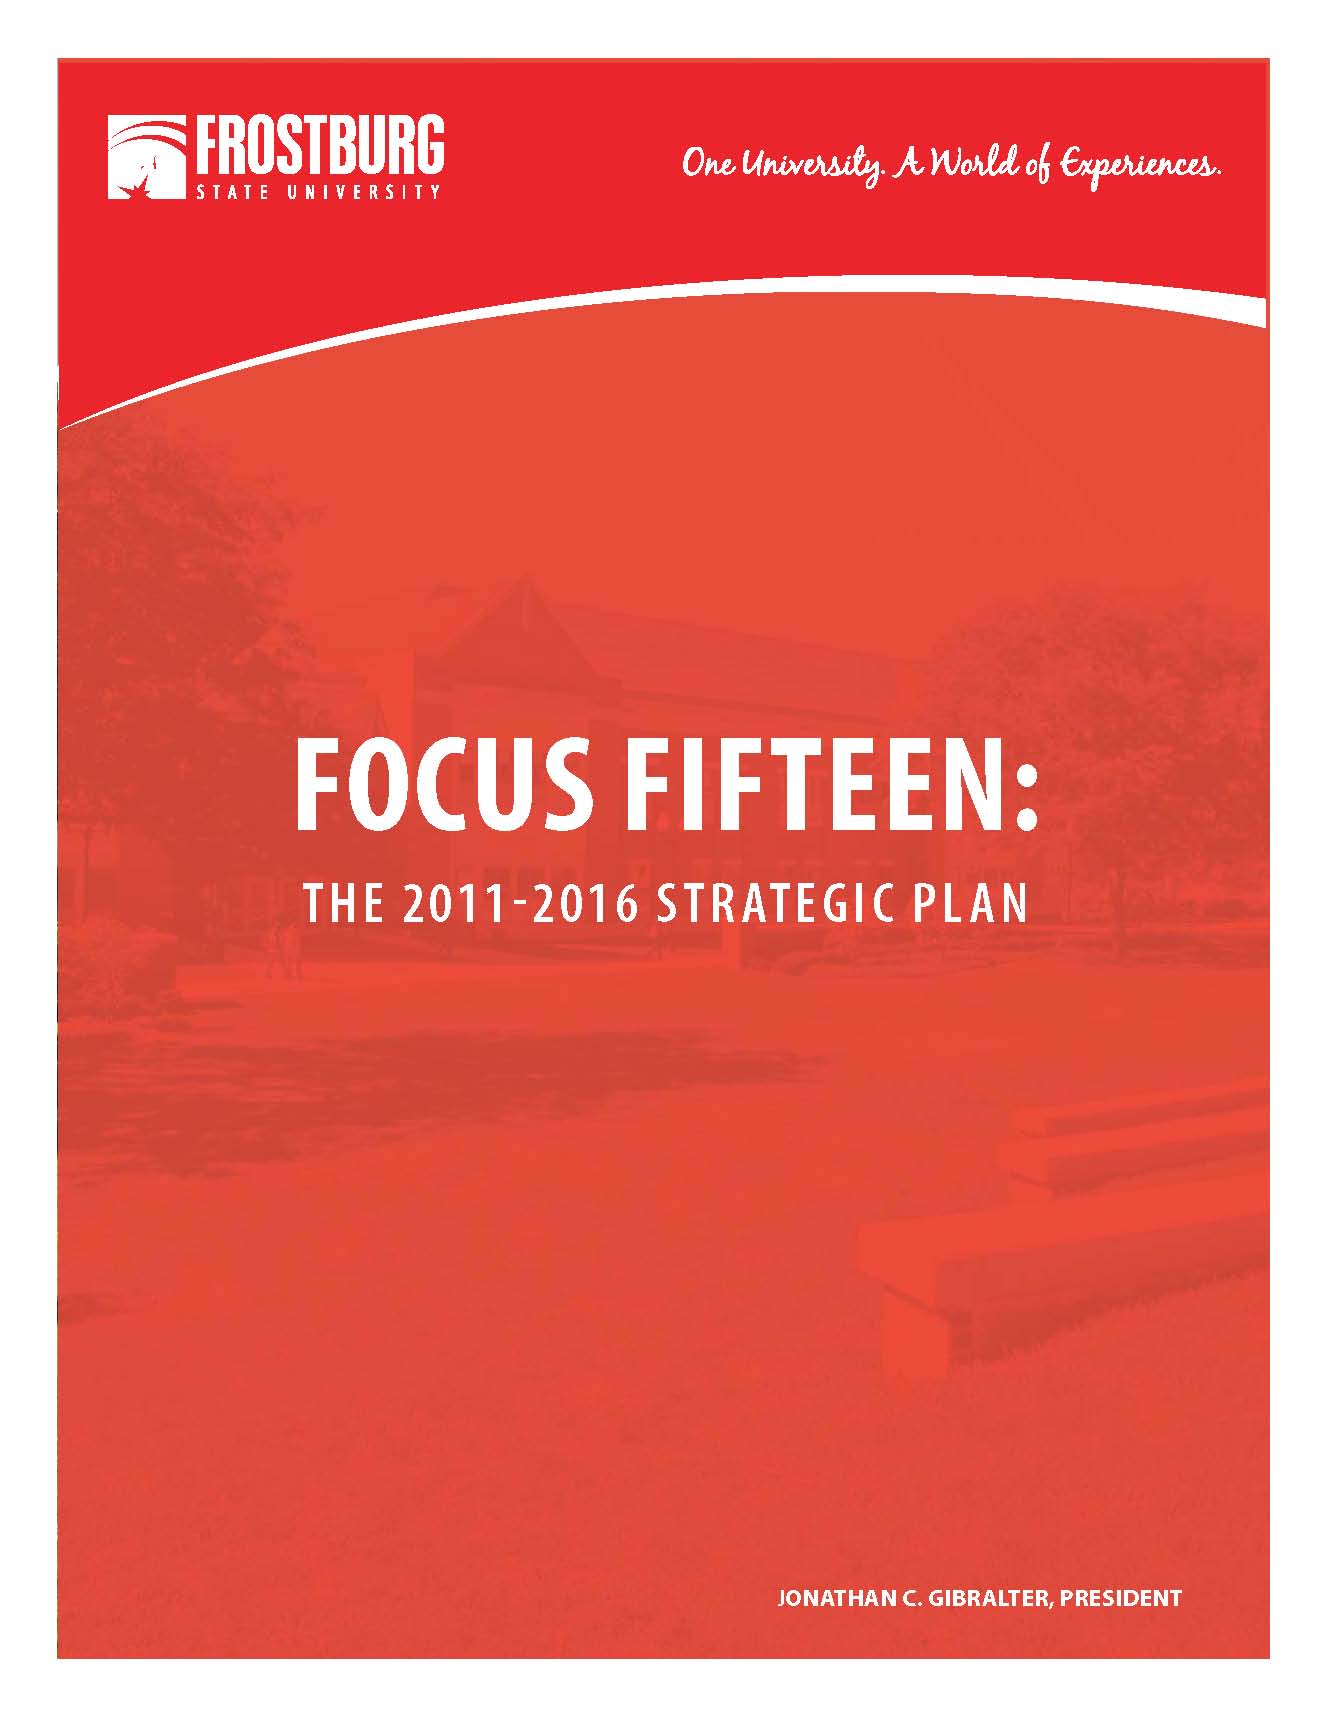 FROSTBURG
STATE UNIVERSITY
One University. A World of Experiences.
FOCUS FIFTEEN:
THE 2011-2016 STRATEGIC PLAN
JONATHAN C. GIBRALTER, PRESIDENT